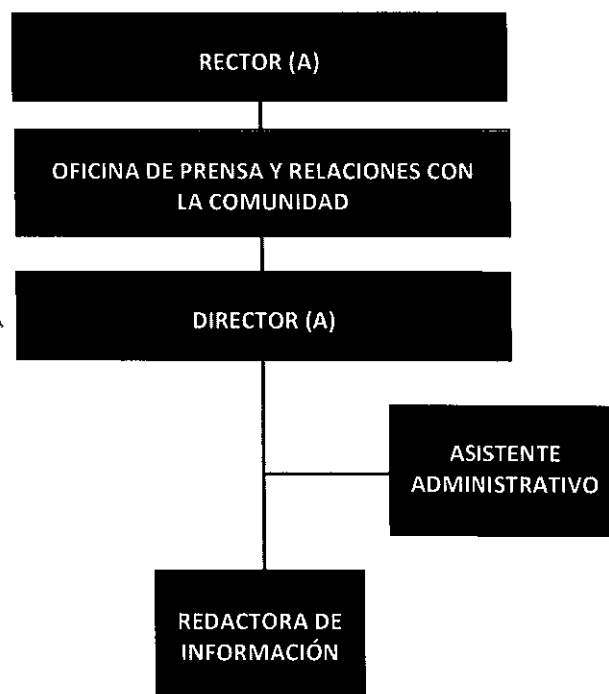 RECTOR (A)
OFICINA DE PRENSA Y RELACIONES CON
LA COMUNIDAD
DIRECTOR (A)
ASISTENTE
ADMINISTRATIVO
REDACTORA DE
INFORMACIÓN